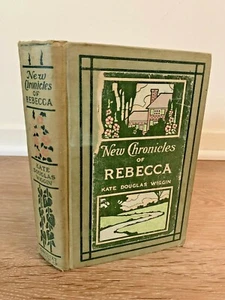 New
Chronicles
OF
REBECCA
KATE
DOUGLAS
WIGGIN
New Chronicles
OF
REBECCA
KATE DOUGLAS WIGGIN